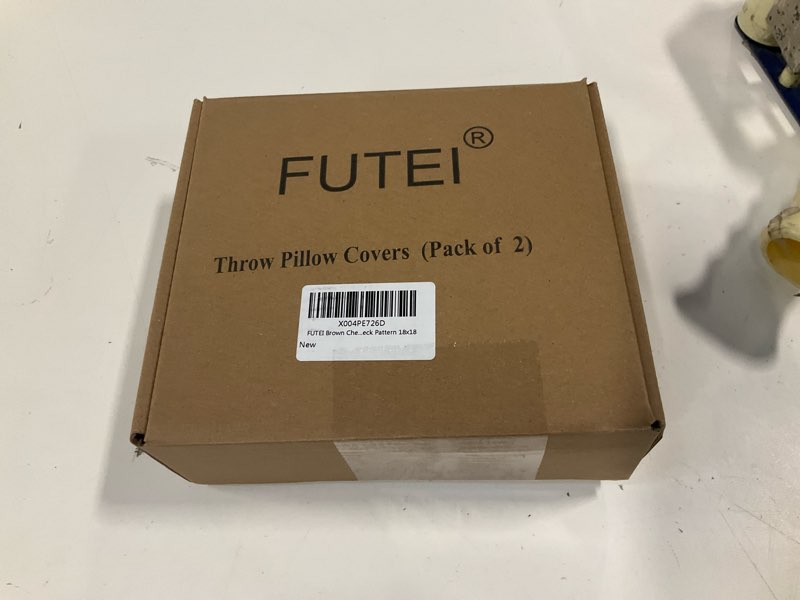 FUTEI®
Throw Pillow Covers (Pack of 2)
X004PE726D
FUTEI Brown Che...eck Pattern 18x18
New